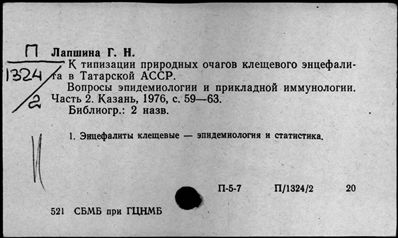 П
1324
/2
Лапшина Г. Н.
К типизации природных очагов клещевого энцефали-
та в Татарской АССР.
Вопросы эпидемиологии и прикладной иммунологии.
Часть 2. Казань, 1976, с. 59—63.
Библиогр.: 2 назв.
1. Энцефалиты клещевые — эпидемиология и статистика.
П-5-7 П/1324/2 20
521 СБМБ при ГЦНМБ